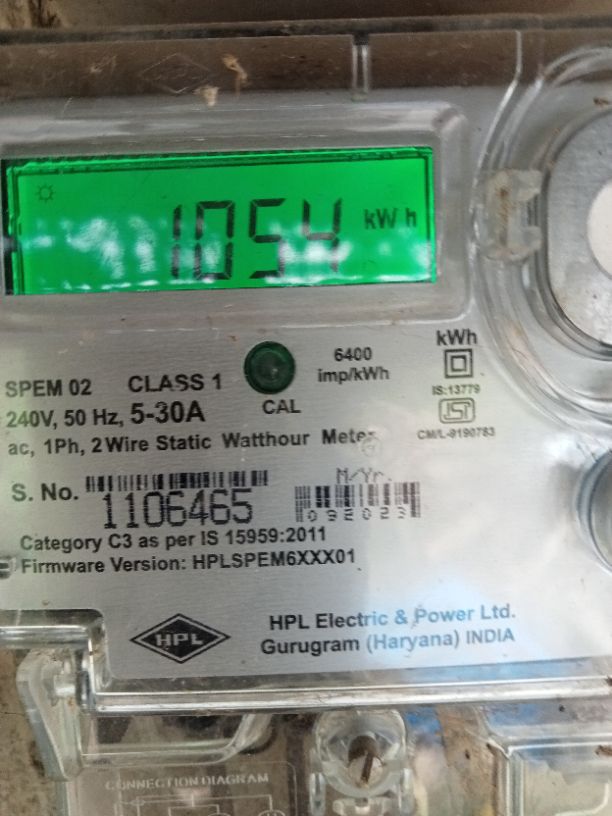 1054 kWh
SPEM 02 CLASS 1
240V, 50 Hz, 5-30A
ac, 1Ph, 2 Wire Static Watthour Meter
CAL
6400
imp/kWh
kWh
IS:13779
ISI
CM/L-9190783
S. No. 1106465
M/Yr.
092023
Category C3 as per IS 15959:2011
Firmware Version: HPLSPEM6XXX01
HPL
HPL Electric & Power Ltd.
Gurugram (Haryana) INDIA
CONNECTION DIAGRAM